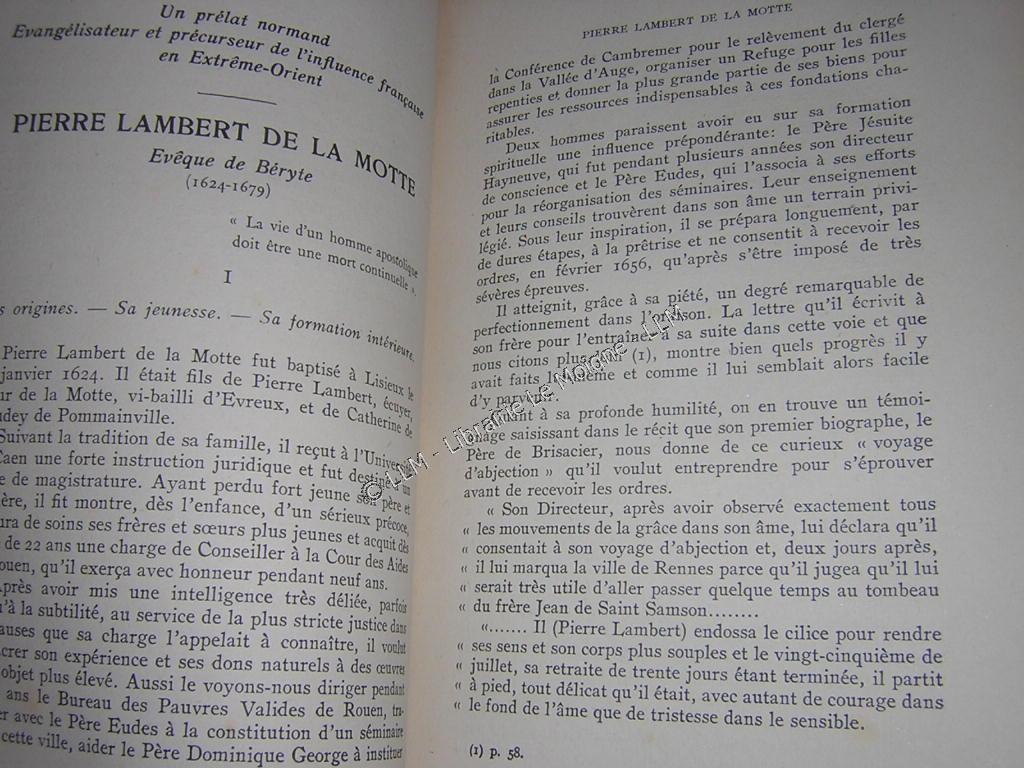 Un prélat normand
Evangélisateur et précurseur de l'influence française
en Extrême-Orient
PIERRE LAMBERT DE LA MOTTE
Evêque de Béryte
(1624-1679)
« La vie d'un homme apostolique
doit être une mort continuelle ».
I
origines. — Sa jeunesse. — Sa formation intérieure.
Pierre Lambert de la Motte fut baptisé à Lisieux le
janvier 1624. Il était fils de Pierre Lambert, écuyer,
ur de la Motte, vi-bailli d'Evreux, et de Catherine de
udey de Pommainville.
Suivant la tradition de sa famille, il reçut à l'Univer
Caen une forte instruction juridique et fut destiné
e de magistrature. Ayant perdu fort jeune son père et
ère, il fit montre, dès l'enfance, d'un sérieux précoce,
ura de soins ses frères et sœurs plus jeunes et acquit dès
de 22 ans une charge de Conseiller à la Cour des Aides
ouen, qu'il exerça avec honneur pendant neuf ans.
Après avoir mis une intelligence très déliée, parfois
u'à la subtilité, au service de la plus stricte justice dans
auses que sa charge l'appelait à connaître, il voulut
crer son expérience et ses dons naturels à des œuvres
objet plus élevé. Aussi le voyons-nous diriger pendant
ans le Bureau des Pauvres Valides de Rouen, tra-
er avec le Père Eudes à la constitution d'un séminaire
cette ville, aider le Père Dominique George à instituer
PIERRE LAMBERT DE LA MOTTE
la Conférence de Cambremer pour le relèvement du clergé
dans la Vallée d'Auge, organiser un Refuge pour les filles
repenties et donner la plus grande partie de ses biens pour
assurer les ressources indispensables à ces fondations cha-
ritables.
Deux hommes paraissent avoir eu sur sa formation
spirituelle une influence prépondérante: le Père Jésuite
Hayneuve, qui fut pendant plusieurs années son directeur
de conscience et le Père Eudes, qui l'associa à ses efforts
pour la réorganisation des séminaires. Leur enseignement
et leurs conseils trouvèrent dans son âme un terrain privi-
légié. Sous leur inspiration, il se prépara longuement, par
de dures étapes, à la prêtrise et ne consentit à recevoir les
ordres, en février 1656, qu'après s'être imposé de très
sévères épreuves.
Il atteignit, grâce à sa piété, un degré remarquable de
perfectionnement dans l'oraison. La lettre qu'il écrivit à
son frère pour l'entraîner à sa suite dans cette voie et que
nous citons plus loin (1), montre bien quels progrès il y
avait faits lui-même et comme il lui semblait alors facile
d'y parvenir.
Quant à sa profonde humilité, on en trouve un témoi-
gnage saisissant dans le récit que son premier biographe, le
Père de Brisacier, nous donne de ce curieux « voyage
d'abjection » qu'il voulut entreprendre pour s'éprouver
avant de recevoir les ordres.
« Son Directeur, après avoir observé exactement tous
« les mouvements de la grâce dans son âme, lui déclara qu'il
« consentait à son voyage d'abjection et, deux jours après,
« il lui marqua la ville de Rennes parce qu'il jugea qu'il lui
« serait très utile d'aller passer quelque temps au tombeau
« du frère Jean de Saint Samson........
«....... Il (Pierre Lambert) endossa le cilice pour rendre
« ses sens et son corps plus souples et le vingt-cinquième de
« juillet, sa retraite de trente jours étant terminée, il partit
« à pied, tout délicat qu'il était, avec autant de courage dans
« le fond de l'âme que de tristesse dans le sensible.
(1) p. 58.
© LLM - Librairie Le Moigne - LLM